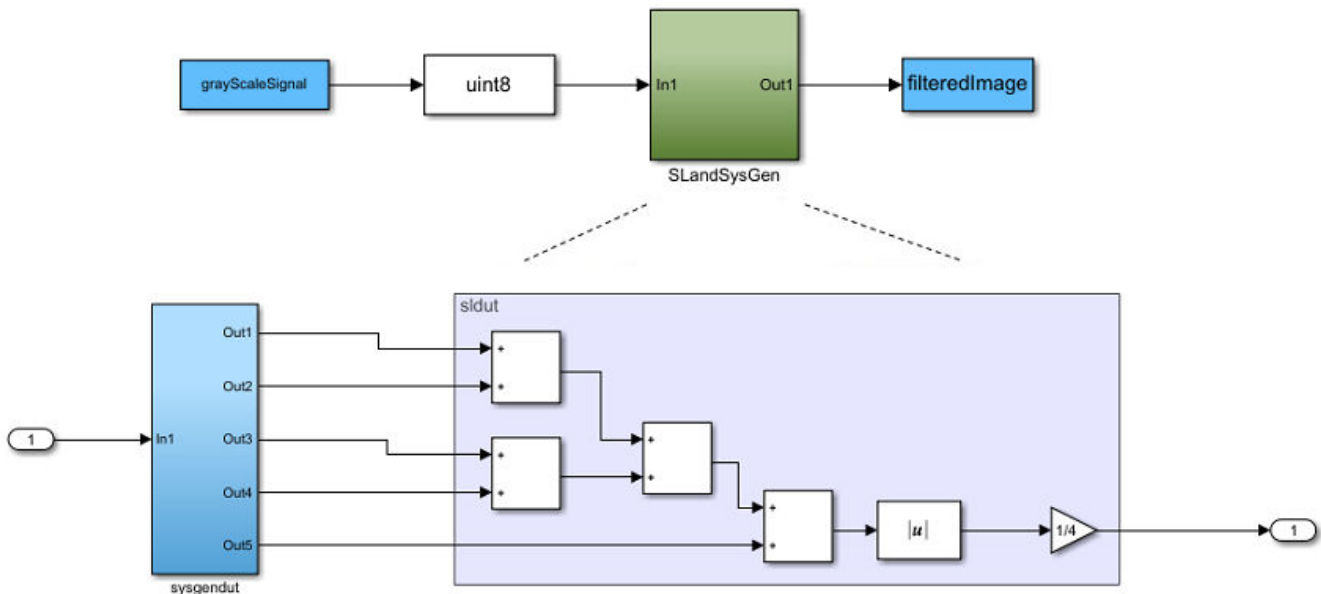 grayScaleSignal
uint8
In1
Out1
filteredImage
SLandSysGen
sldut
Out1
Out2
1
In1
Out3
Out4
Out5
sysgendut
+
+
+
+
+
+
+
+
|u|
1/4
1